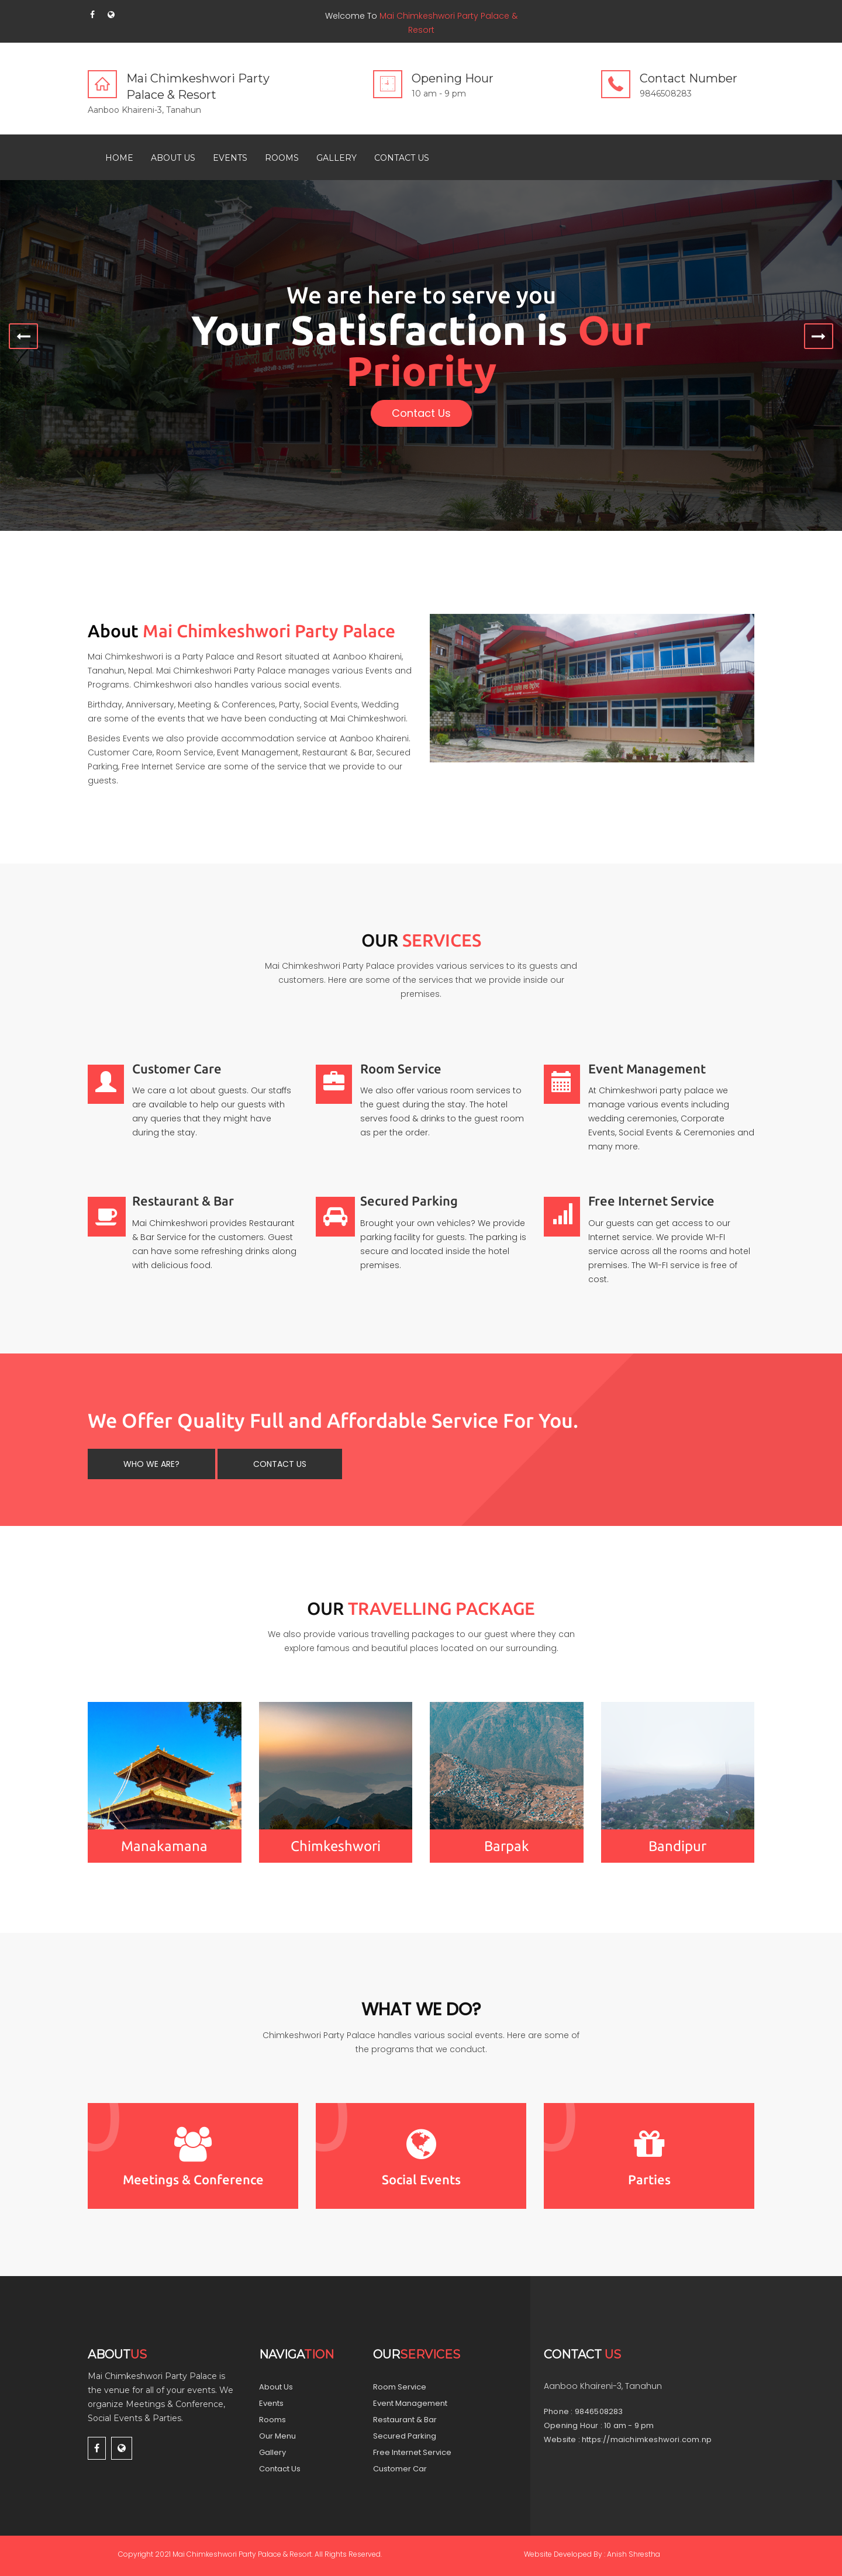 Welcome To Mai Chimkeshwori Party Palace &
Resort
Mai Chimkeshwori Party
Palace & Resort
Aanboo Khaireni-3, Tanahun
Opening Hour
10 am - 9 pm
Contact Number
9846508283
HOME ABOUT US EVENTS ROOMS GALLERY CONTACT US
We are here to serve you
Your Satisfaction is Our
Priority
Contact Us
About Mai Chimkeshwori Party Palace
Mai Chimkeshwori is a Party Palace and Resort situated at Aanboo Khaireni,
Tanahun, Nepal. Mai Chimkeshwori Party Palace manages various Events and
Programs. Chimkeshwori also handles various social events.
Birthday, Anniversary, Meeting & Conferences, Party, Social Events, Wedding
are some of the events that we have been conducting at Mai Chimkeshwori.
Besides Events we also provide accommodation service at Aanboo Khaireni.
Customer Care, Room Service, Event Management, Restaurant & Bar, Secured
Parking, Free Internet Service are some of the service that we provide to our
guests.
OUR SERVICES
Mai Chimkeshwori Party Palace provides various services to its guests and
customers. Here are some of the services that we provide inside our
premises.
Customer Care
We care a lot about guests. Our staffs
are available to help our guests with
any queries that they might have
during the stay.
Room Service
We also offer various room services to
the guest during the stay. The hotel
serves food & drinks to the guest room
as per the order.
Event Management
At Chimkeshwori party palace we
manage various events including
wedding ceremonies, Corporate
Events, Social Events & Ceremonies and
many more.
Restaurant & Bar
Mai Chimkeshwori provides Restaurant
& Bar Service for the customers. Guest
can have some refreshing drinks along
with delicious food.
Secured Parking
Brought your own vehicles? We provide
parking facility for guests. The parking is
secure and located inside the hotel
premises.
Free Internet Service
Our guests can get access to our
Internet service. We provide WI-FI
service across all the rooms and hotel
premises. The WI-FI service is free of
cost.
We Offer Quality Full and Affordable Service For You.
WHO WE ARE? CONTACT US
OUR TRAVELLING PACKAGE
We also provide various travelling packages to our guest where they can
explore famous and beautiful places located on our surrounding.
Manakamana
Chimkeshwori
Barpak
Bandipur
WHAT WE DO?
Chimkeshwori Party Palace handles various social events. Here are some of
the programs that we conduct.
0
Meetings & Conference
0
Social Events
0
Parties
ABOUTUS
Mai Chimkeshwori Party Palace is
the venue for all of your events. We
organize Meetings & Conference,
Social Events & Parties.
NAVIGATION
About Us
Events
Rooms
Our Menu
Gallery
Contact Us
OURSERVICES
Room Service
Event Management
Restaurant & Bar
Secured Parking
Free Internet Service
Customer Car
CONTACT US
Aanboo Khaireni-3, Tanahun
Phone : 9846508283
Opening Hour : 10 am - 9 pm
Website : https://maichimkeshwori.com.np
Copyright 2021 Mai Chimkeshwori Party Palace & Resort. All Rights Reserved.
Website Developed By : Anish Shrestha